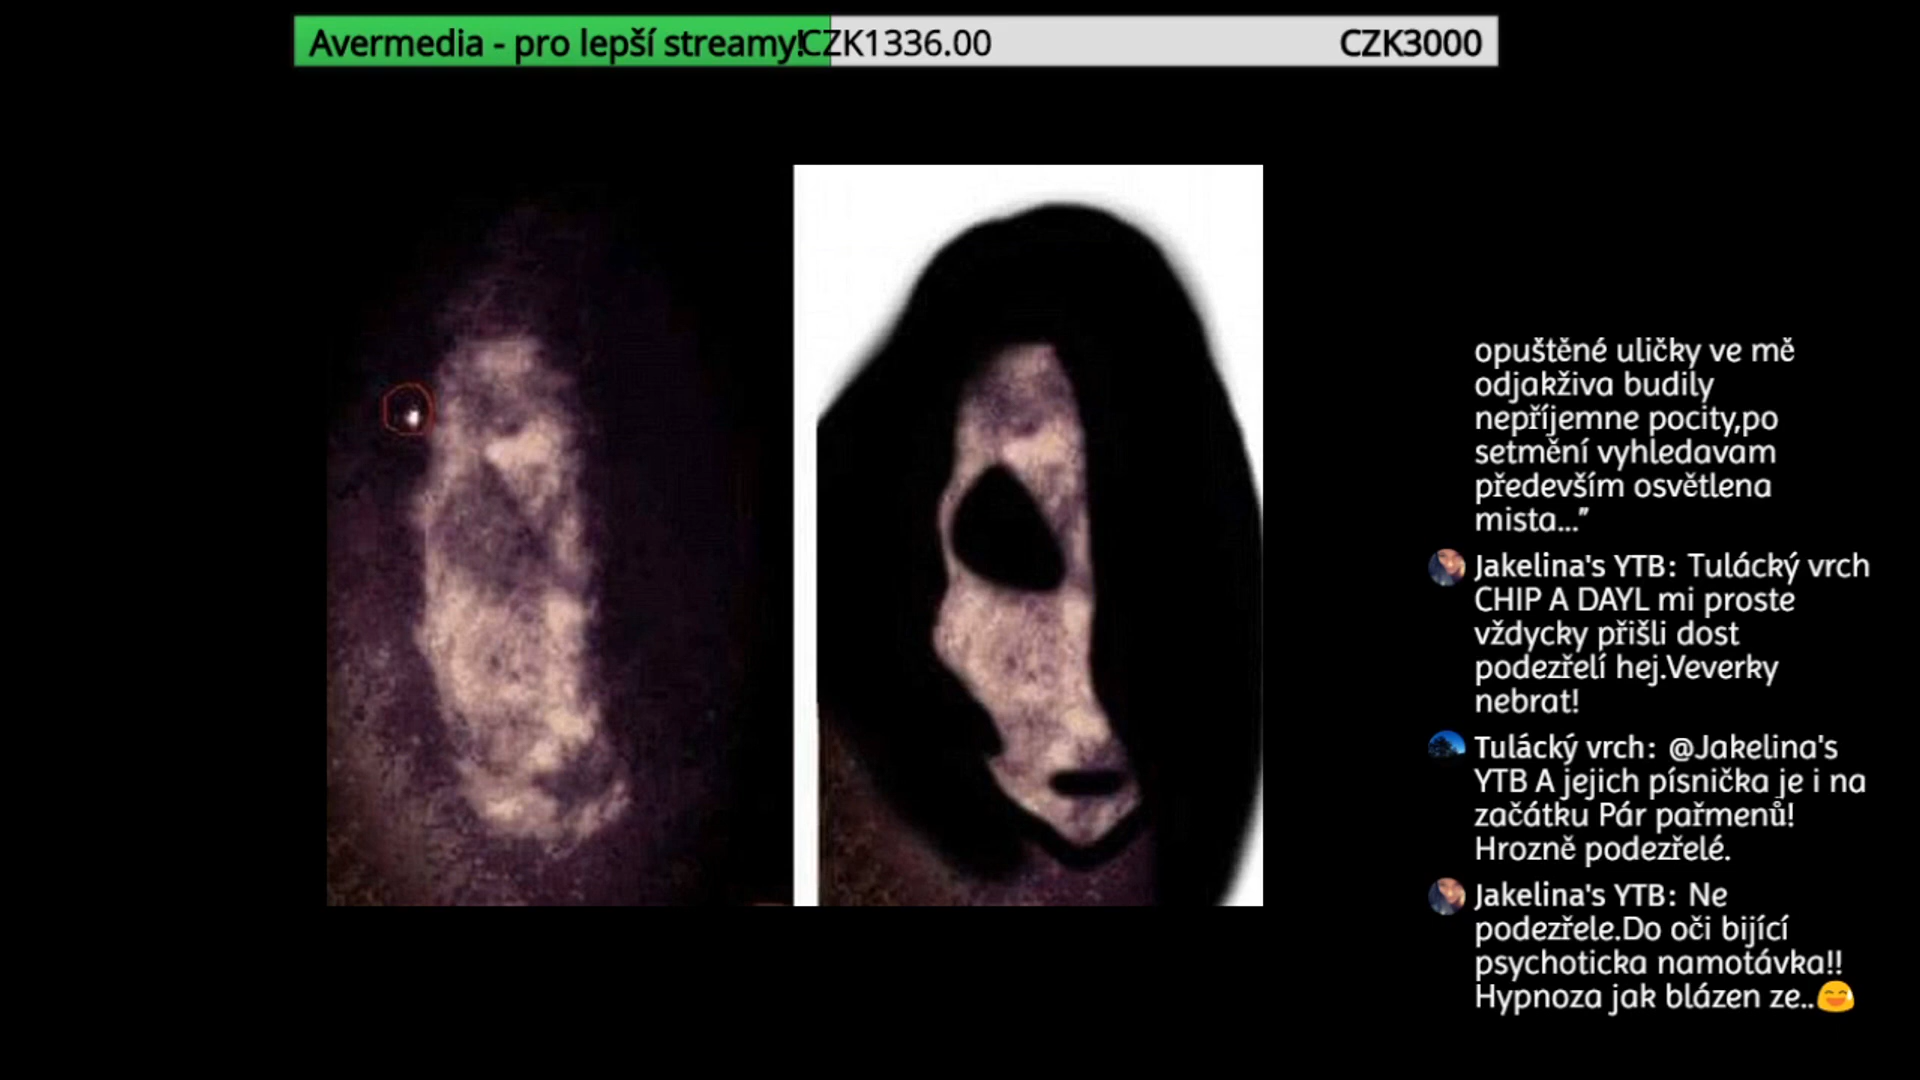 Avermedia - pro lepší streamy!CZK1336.00 CZK3000
opuštěné uličky ve mě
odjakživa budily
nepříjemne pocity,po
setmění vyhledavam
především osvětlena
mista..."
Jakelina's YTB: Tulácký vrch
CHIP A DAYL mi proste
vždycky přišli dost
podezřelí hej.Veverky
nebrat!
Tulácký vrch: @Jakelina's
YTB A jejich písnička je i na
začátku Pár pařmenů!
Hrozně podezřelé.
Jakelina's YTB: Ne
podezřele.Do oči bijící
psychoticka namotávka!!
Hypnoza jak blázen ze..😅